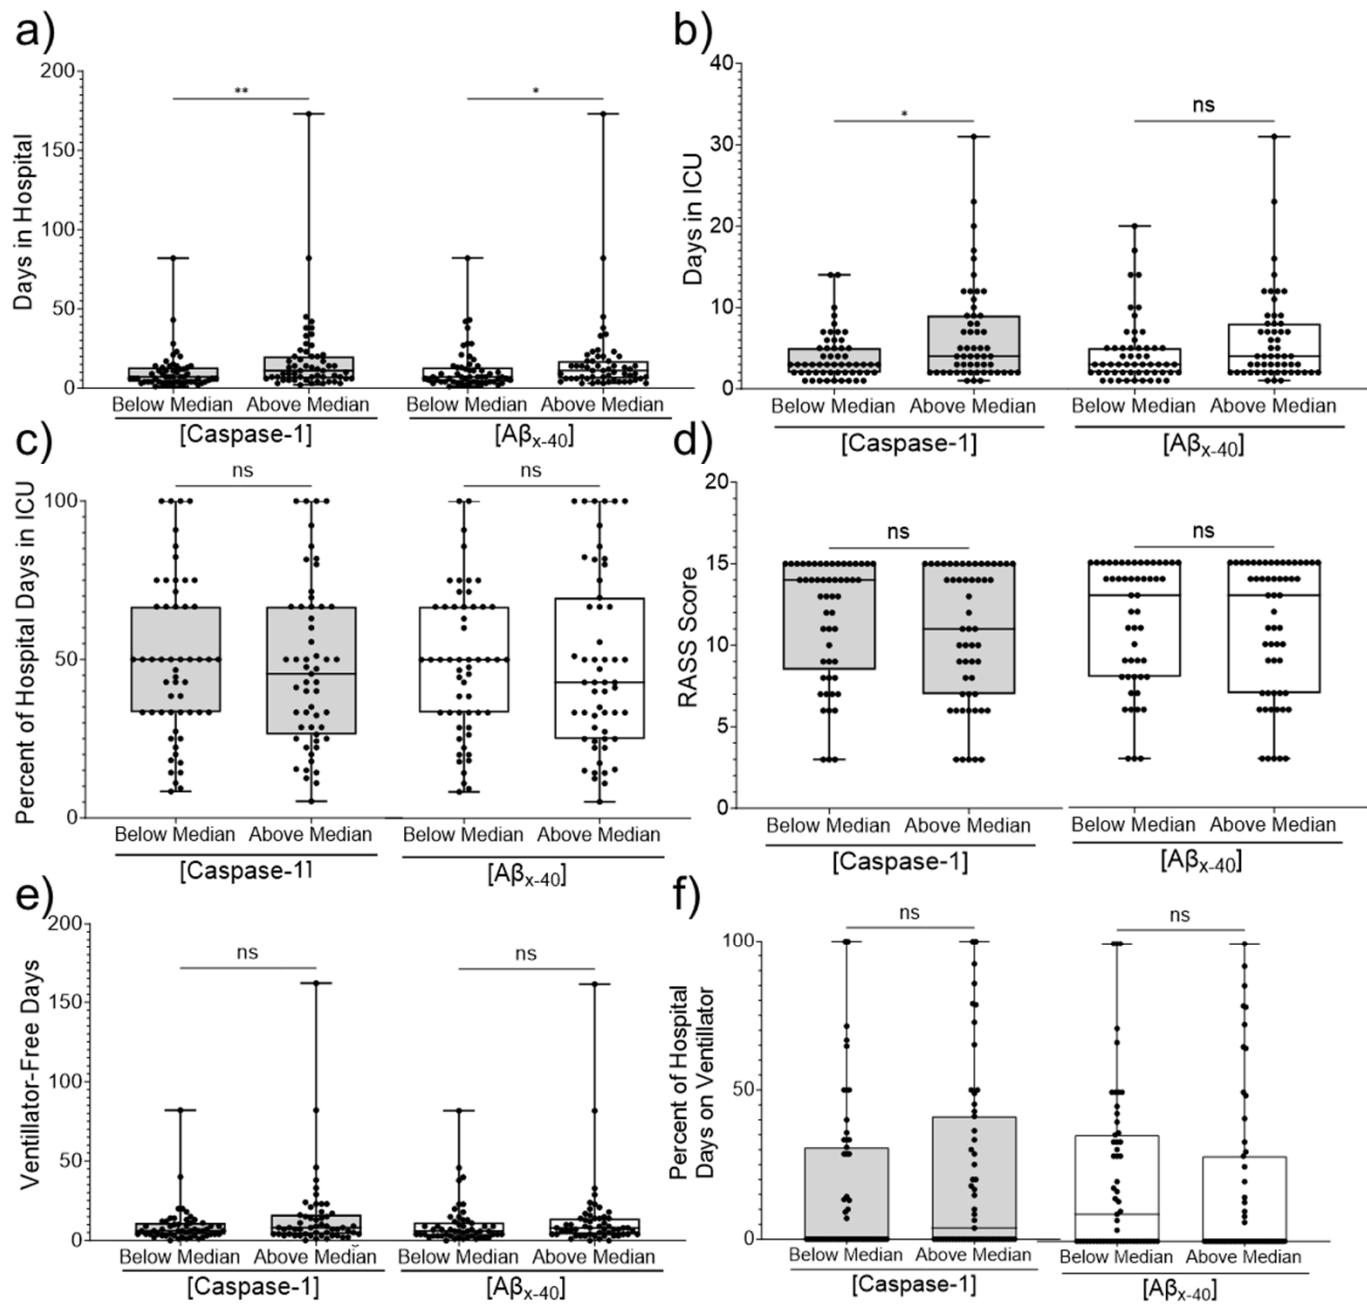 a)
200
150
100
50
0
Days in Hospital
**
*
Below Median Above Median Below Median Above Median
[Caspase-1] [Aβx-40]
b)
40
30
20
10
0
Days in ICU
*
ns
Below Median Above Median Below Median Above Median
[Caspase-1] [Aβx-40]
c)
100
50
0
Percent of Hospital Days in ICU
ns
ns
Below Median Above Median Below Median Above Median
[Caspase-1] [Aβx-40]
d)
20
15
10
5
0
RASS Score
ns
ns
Below Median Above Median Below Median Above Median
[Caspase-1] [Aβx-40]
e)
200
150
100
50
0
Ventillator-Free Days
ns
ns
Below Median Above Median Below Median Above Median
[Caspase-1] [Aβx-40]
f)
100
50
0
Percent of Hospital
Days on Ventillator
ns
ns
Below Median Above Median Below Median Above Median
[Caspase-1] [Aβx-40]